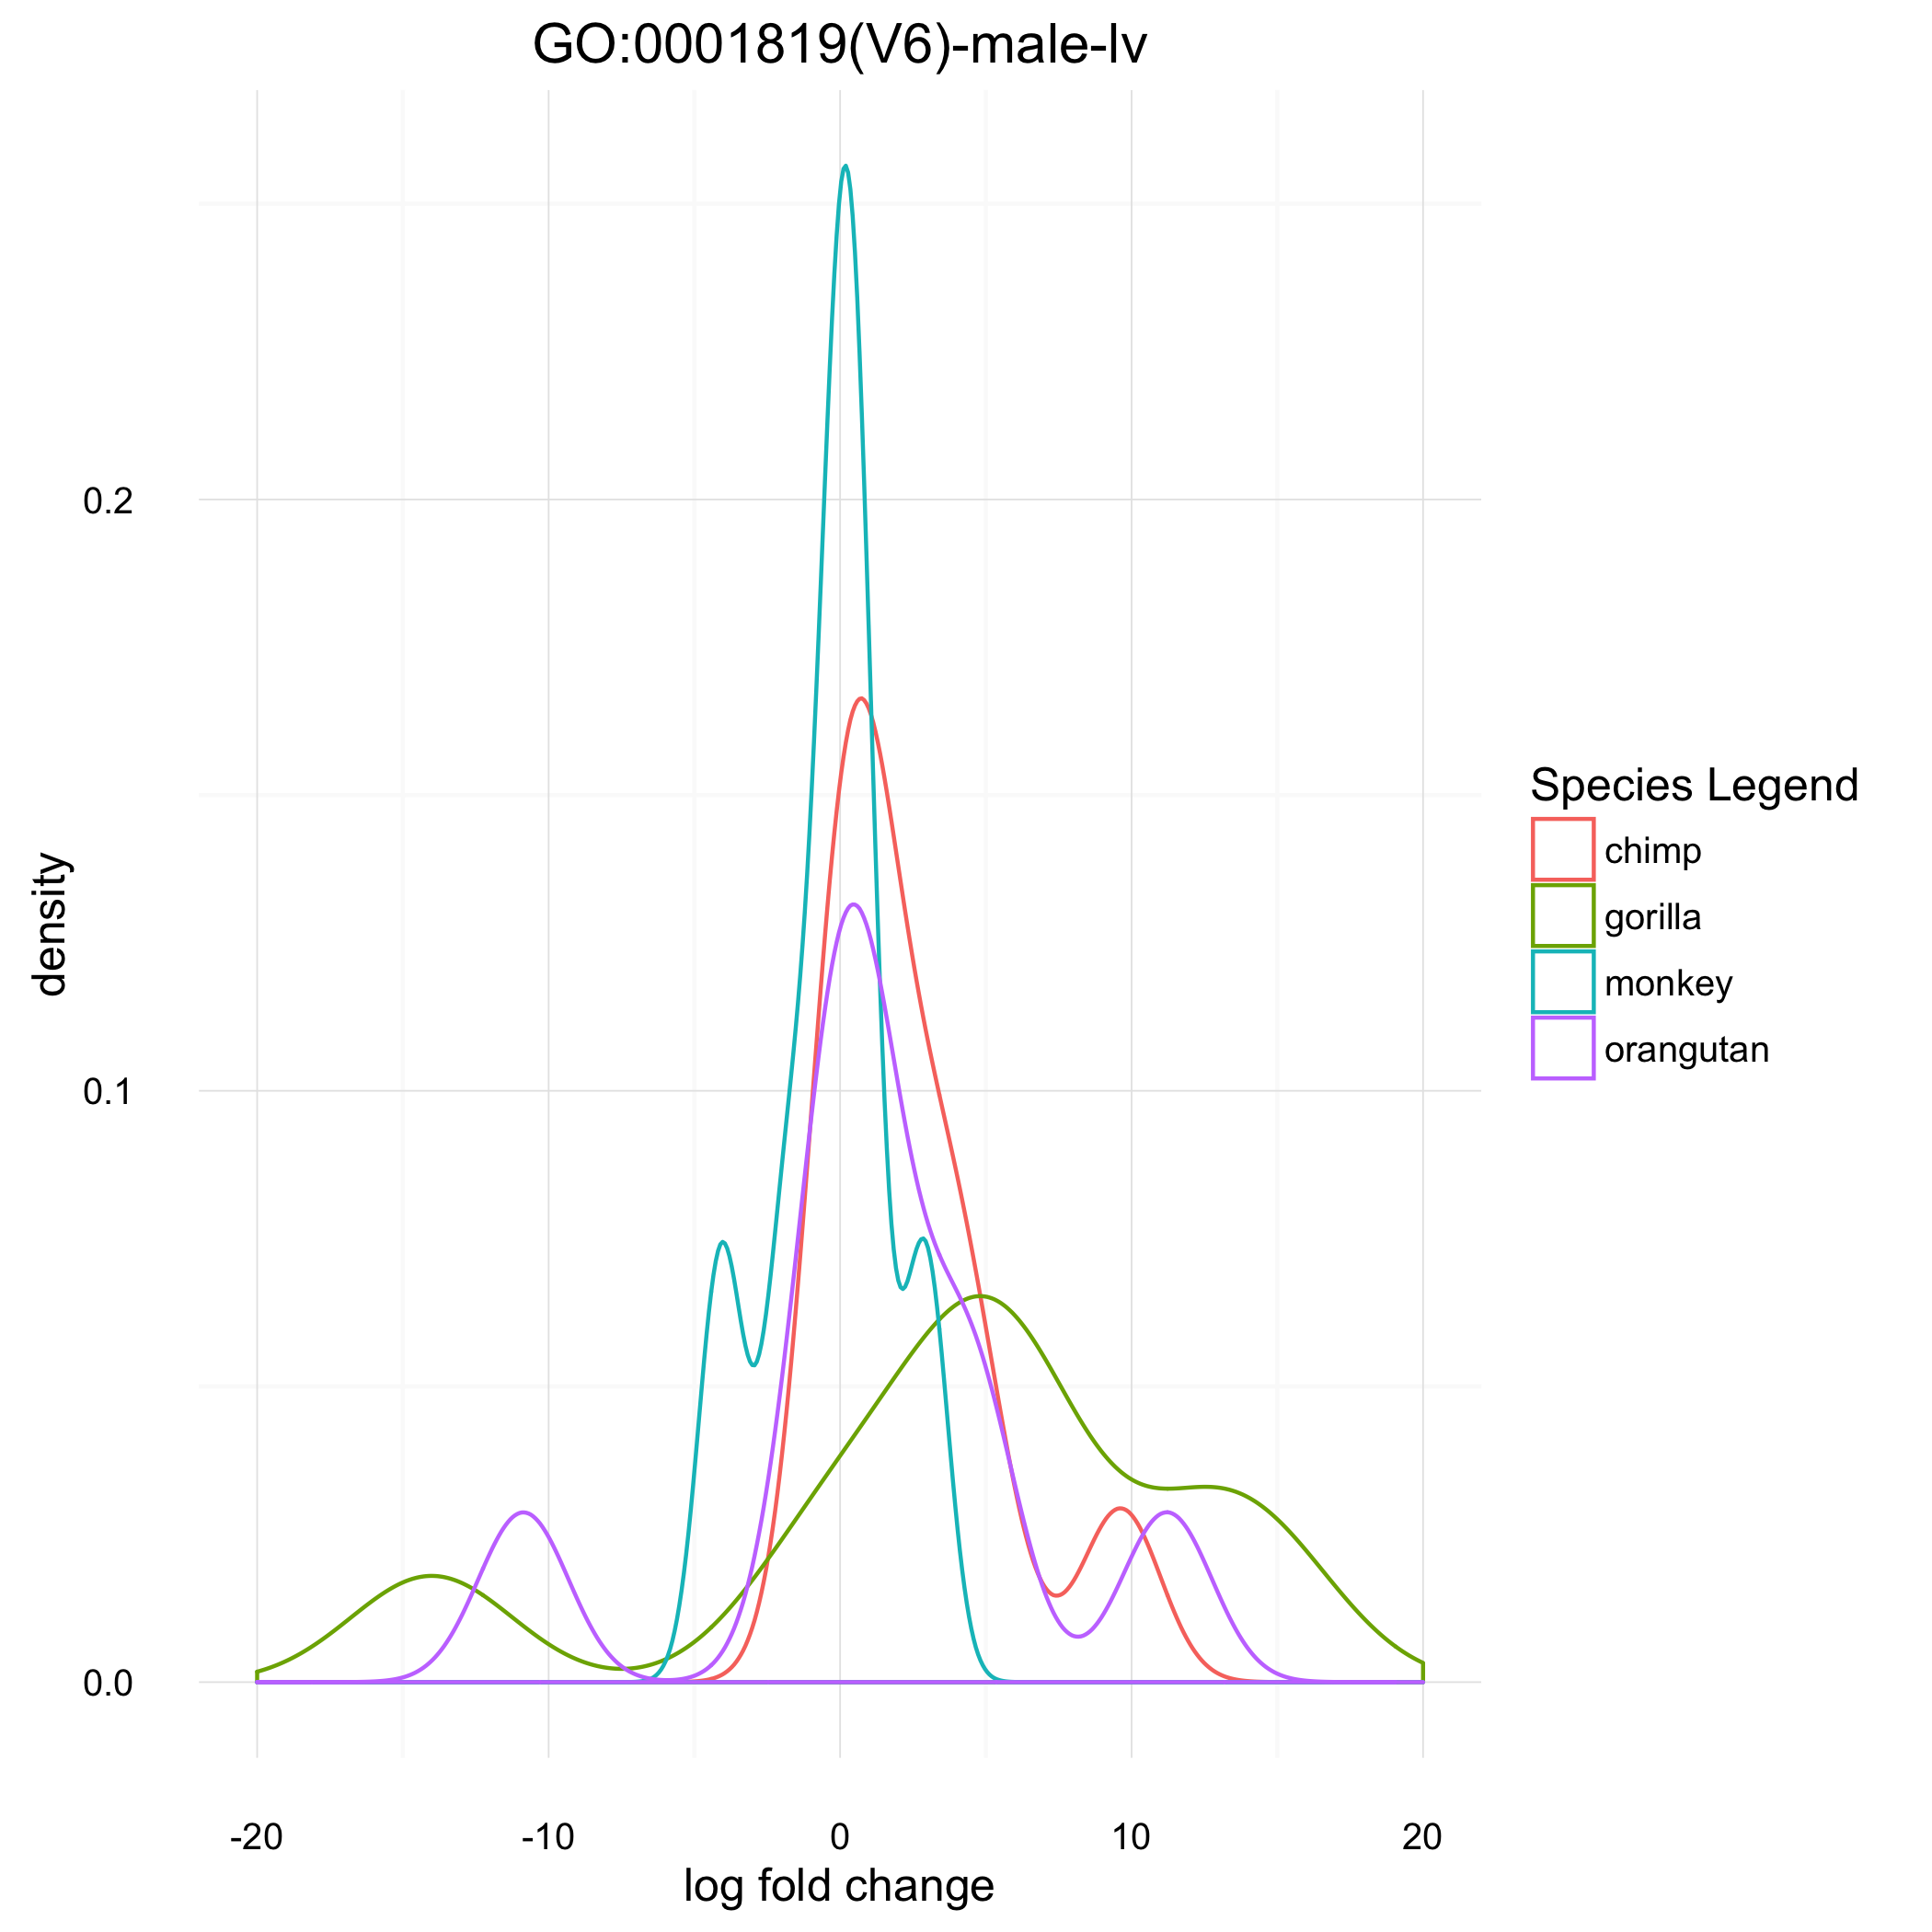 GO:0001819(V6)-male-lv
density
0.2
0.1
0.0
-20
-10
0
10
20
log fold change
Species Legend
chimp
gorilla
monkey
orangutan